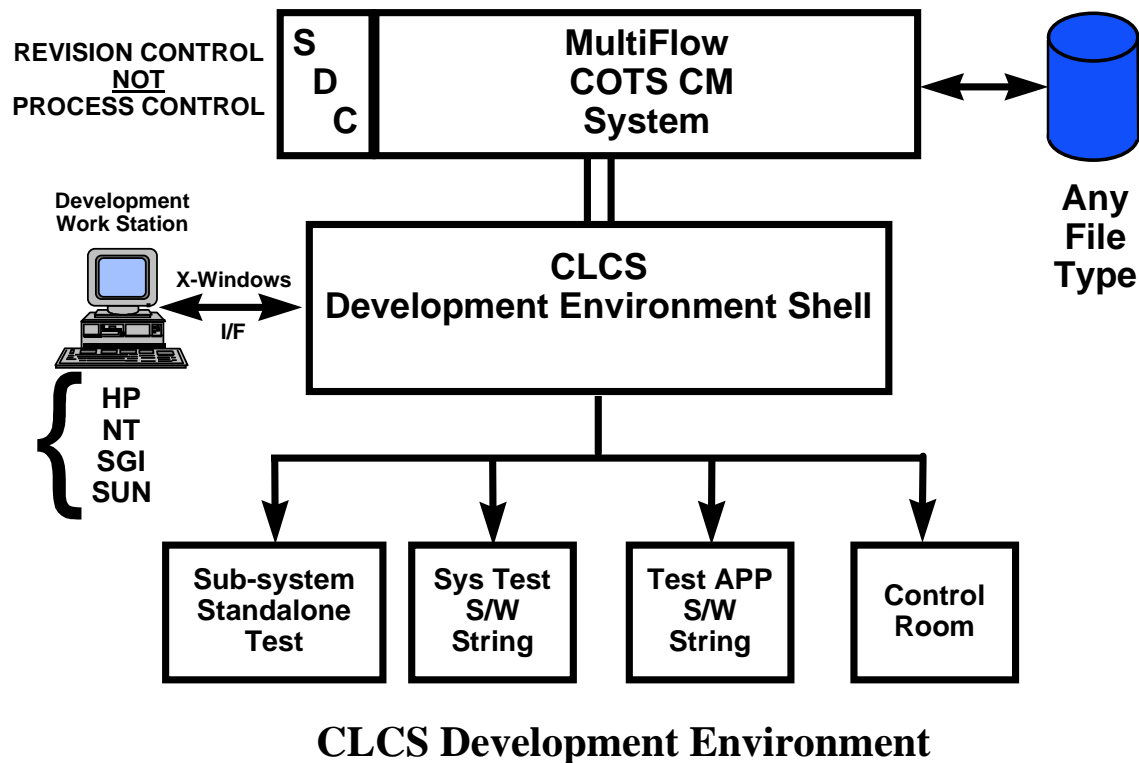 REVISION CONTROL
NOT
PROCESS CONTROL
S
D
C
MultiFlow
COTS CM
System
Any
File
Type
Development
Work Station
X-Windows
I/F
CLCS
Development Environment Shell
HP
NT
SGI
SUN
Sub-system
Standalone
Test
Sys Test
S/W
String
Test APP
S/W
String
Control
Room
CLCS Development Environment